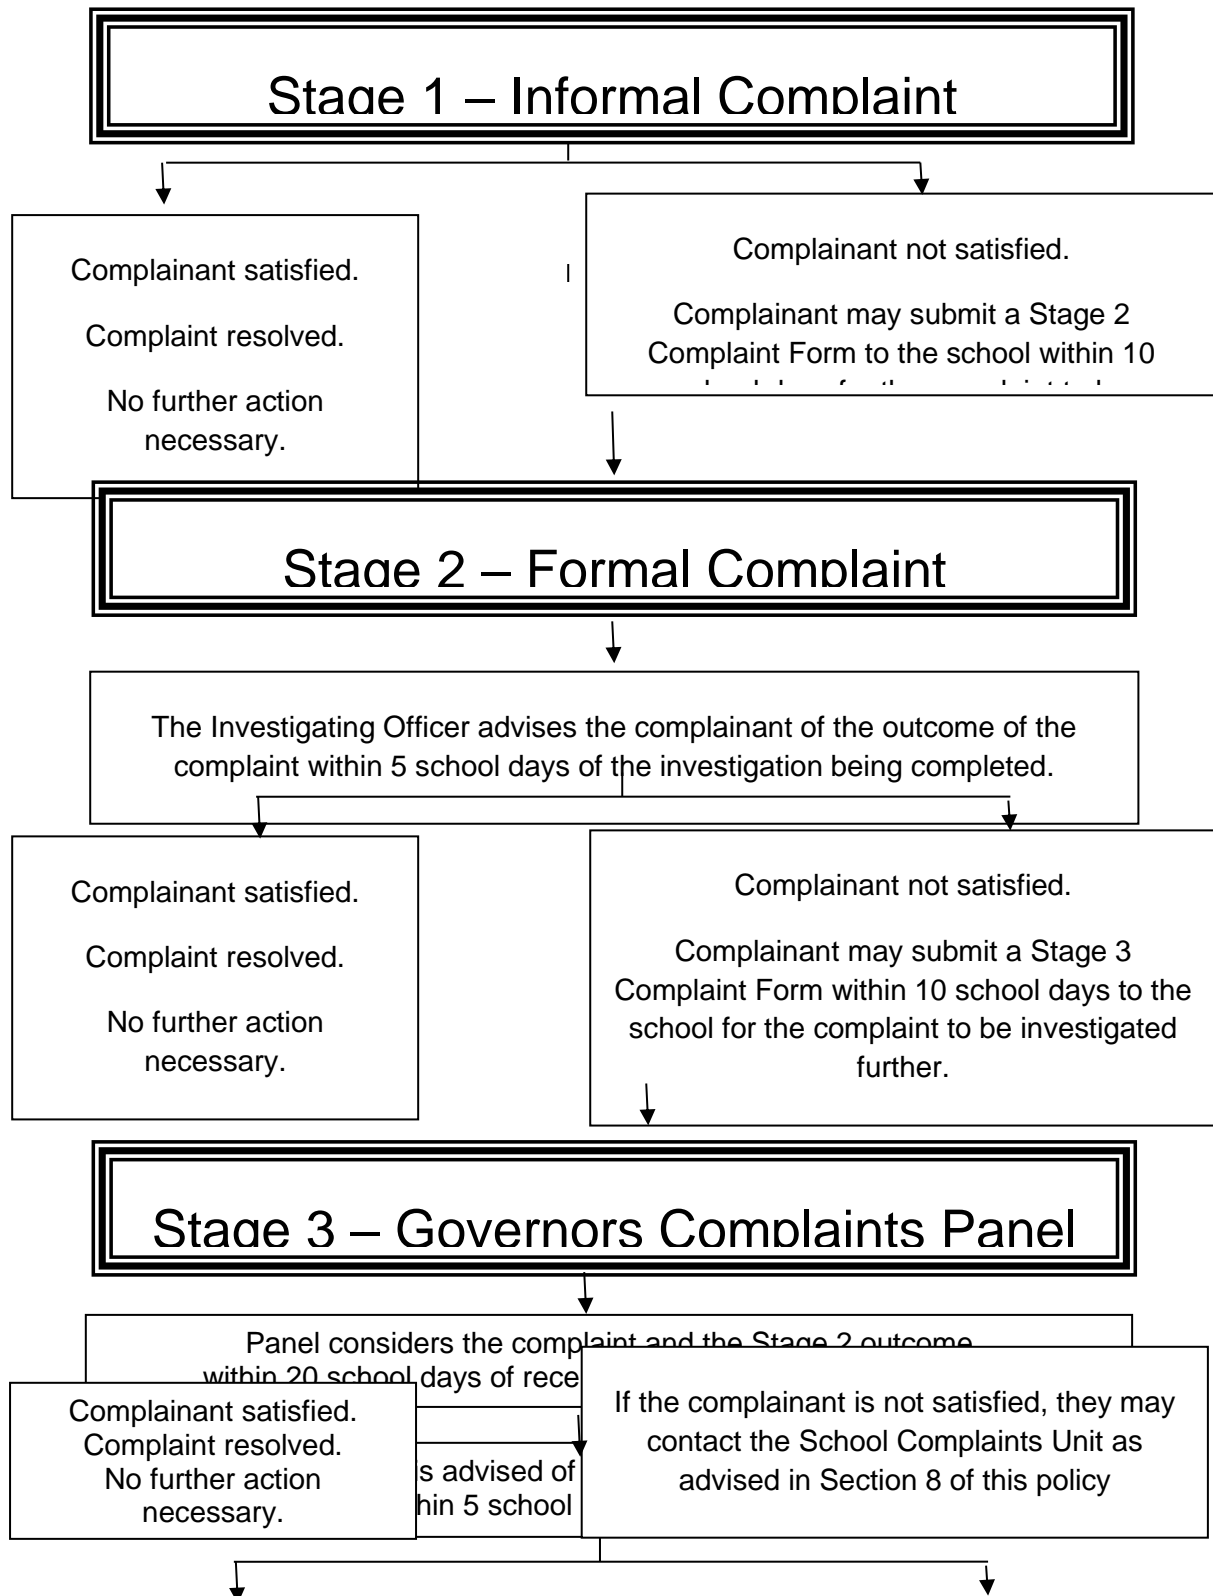 Stage 1 – Informal Complaint
Complainant satisfied.
Complaint resolved.
No further action
necessary.
Complainant not satisfied.
Complainant may submit a Stage 2
Complaint Form to the school within 10
Stage 2 – Formal Complaint
The Investigating Officer advises the complainant of the outcome of the
complaint within 5 school days of the investigation being completed.
Complainant satisfied.
Complaint resolved.
No further action
necessary.
Complainant not satisfied.
Complainant may submit a Stage 3
Complaint Form within 10 school days to the
school for the complaint to be investigated
further.
Stage 3 – Governors Complaints Panel
Panel considers the complaint and the Stage 2 outcome
within 20 school days of
Complainant satisfied.
Complaint resolved.
No further action
necessary.
is advised of
5 school
If the complainant is not satisfied, they may
contact the School Complaints Unit as
advised in Section 8 of this policy